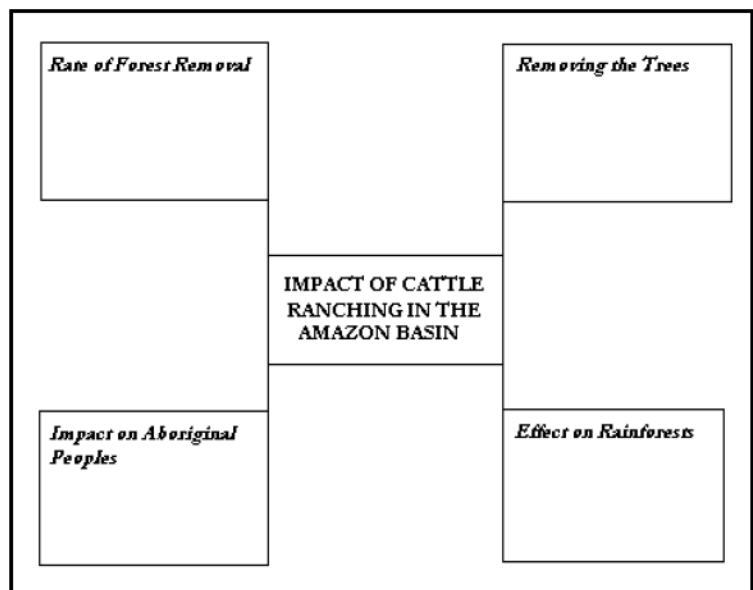 Rate of Forest Removal
Removing the Trees
IMPACT OF CATTLE
RANCHING IN THE
AMAZON BASIN
Impact on Aboriginal
Peoples
Effect on Rainforests